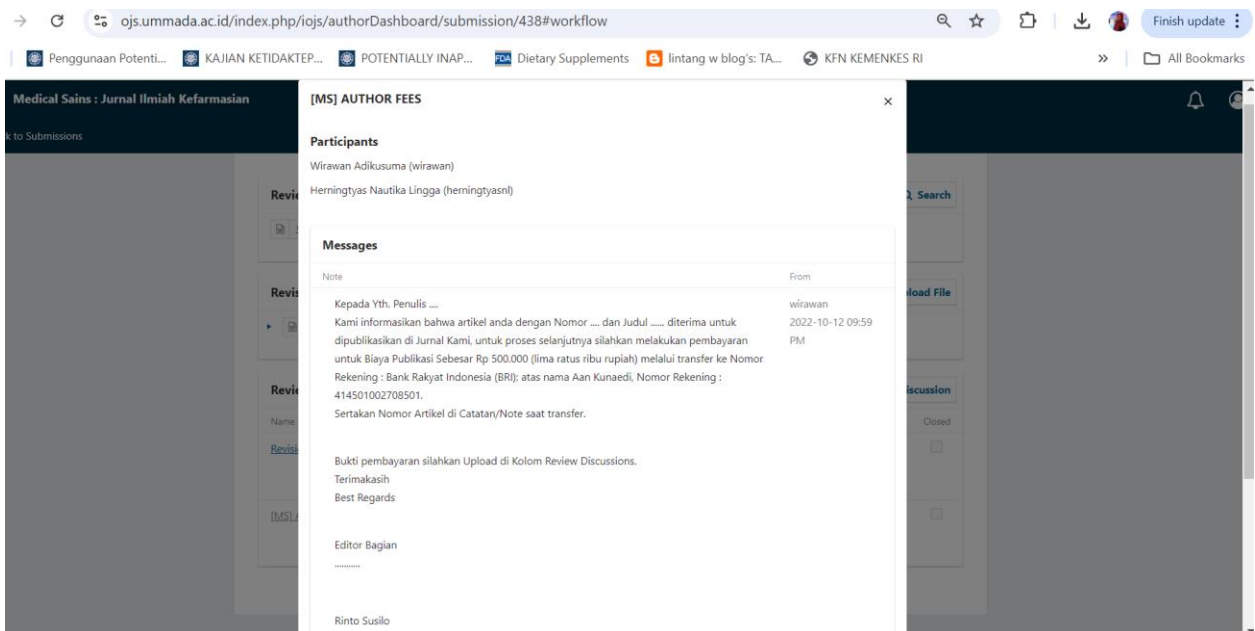 ojs.ummada.ac.id/index.php/iojs/authorDashboard/submission/438#workflow
Finish update
Penggunaan Potenti...
KAJIAN KETIDAKTEP...
POTENTIALLY INAP...
FDA
Dietary Supplements
lintang w blog's: TA...
KFN KEMENKES RI
»
All Bookmarks
Medical Sains : Jurnal Ilmiah Kefarmasian
k to Submissions
[MS] AUTHOR FEES
Participants
Wirawan Adikusuma (wirawan)
Herningtyas Nautika Lingga (herningtyasnl)
Revie
Search
Messages
Note
From
Revis
load File
Kepada Yth. Penulis ....
wirawan
Kami informasikan bahwa artikel anda dengan Nomor .... dan Judul ...... diterima untuk
2022-10-12 09:59
dipublikasikan di Jurnal Kami, untuk proses selanjutnya silahkan melakukan pembayaran
PM
untuk Biaya Publikasi Sebesar Rp 500.000 (lima ratus ribu rupiah) melalui transfer ke Nomor
Rekening : Bank Rakyat Indonesia (BRI): atas nama Aan Kunaedi, Nomor Rekening :
414501002708501.
Sertakan Nomor Artikel di Catatan/Note saat transfer.
Revie
iscussion
Name
Closed
Revisi
Bukti pembayaran silahkan Upload di Kolom Review Discussions.
Terimakasih
Best Regards
[MS] A
Editor Bagian
...........
Rinto Susilo